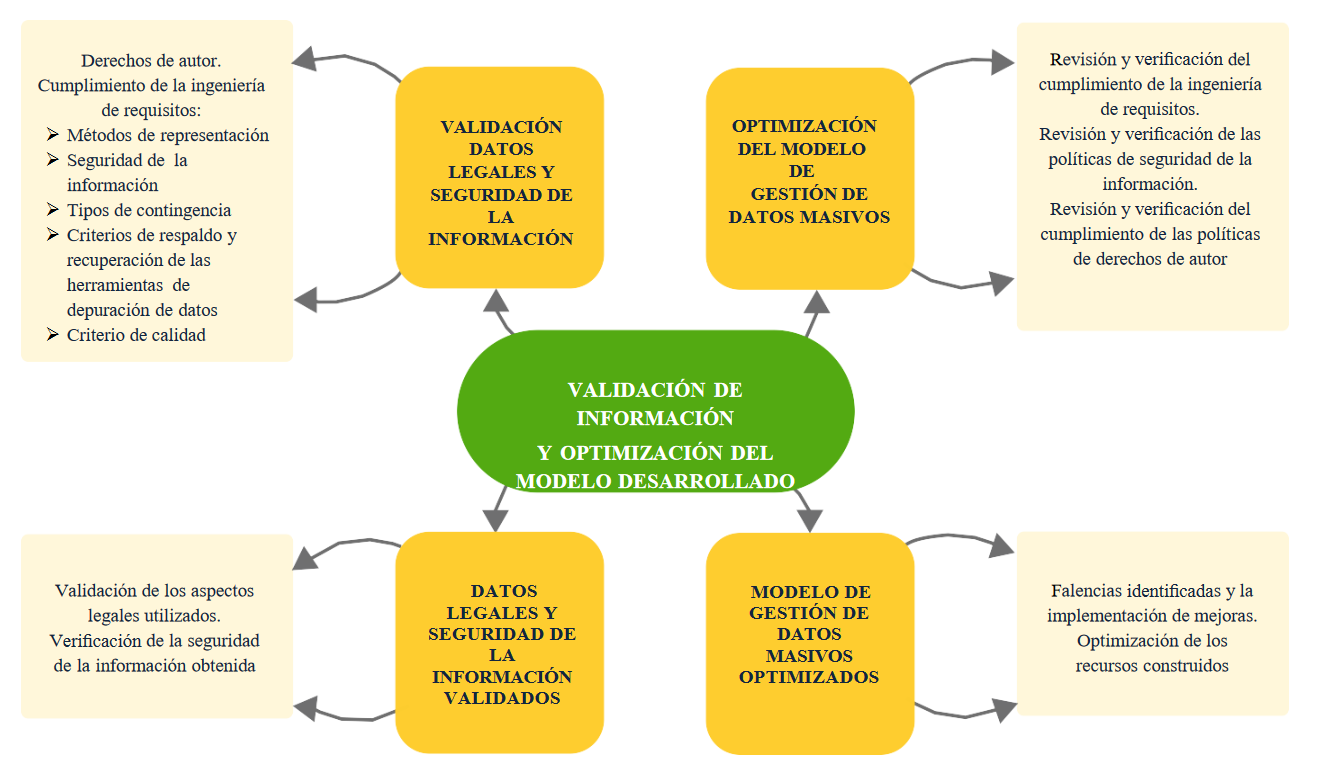 Derechos de autor.
Cumplimiento de la ingeniería
de requisitos:
➢ Métodos de representación
➢ Seguridad de la
información
➢ Tipos de contingencia
➢ Criterios de respaldo y
recuperación de las
herramientas de
depuración de datos
➢ Criterio de calidad
VALIDACIÓN
DATOS
LEGALES Y
SEGURIDAD DE
LA
INFORMACIÓN
OPTIMIZACIÓN
DEL MODELO
DE
GESTIÓN DE
DATOS MASIVOS
Revisión y verificación del
cumplimiento de la ingeniería
de requisitos.
Revisión y verificación de las
políticas de seguridad de la
información.
Revisión y verificación del
cumplimiento de las políticas
de derechos de autor
VALIDACIÓN DE
INFORMACIÓN
Y OPTIMIZACIÓN DEL
MODELO DESARROLLADO
Validación de los aspectos
legales utilizados.
Verificación de la seguridad
de la información obtenida
DATOS
LEGALES Y
SEGURIDAD DE
LA
INFORMACIÓN
VALIDADOS
MODELO DE
GESTIÓN DE
DATOS
MASIVOS
OPTIMIZADOS
Falencias identificadas y la
implementación de mejoras.
Optimización de los
recursos construidos